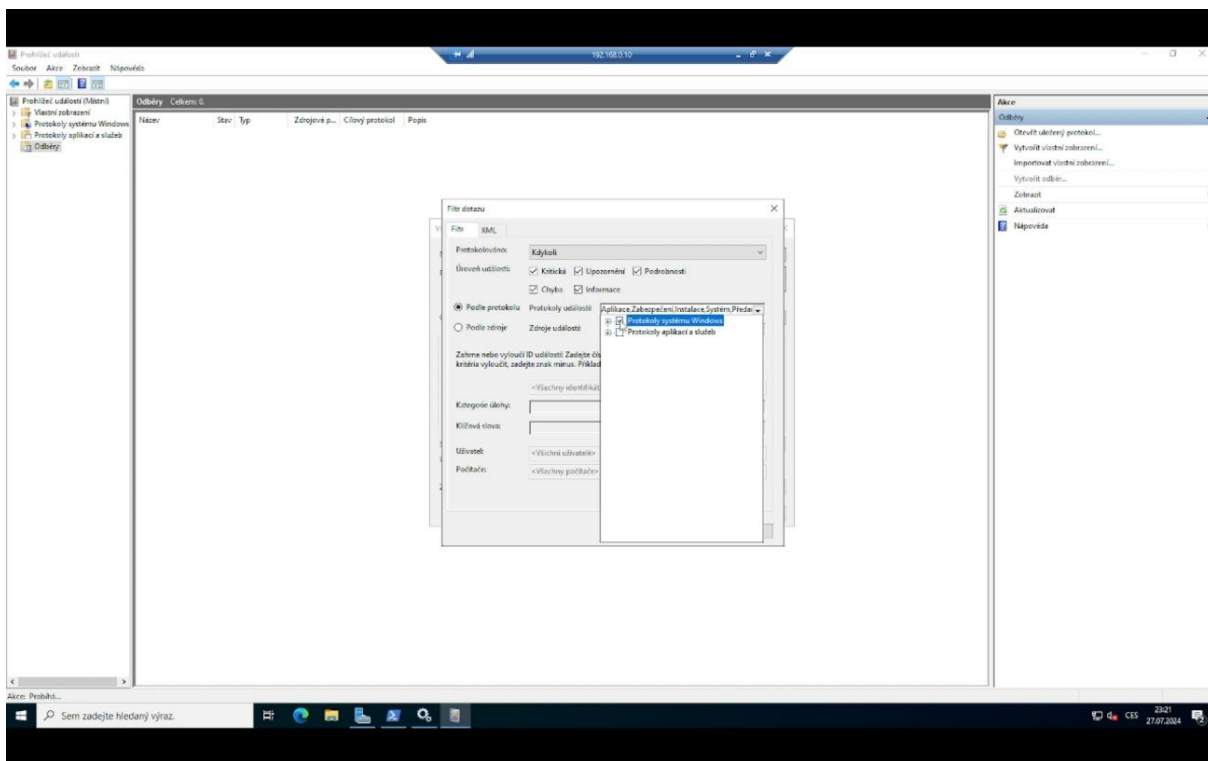 Prohlížeč událostí
192.168.0.10
Soubor Akce Zobrazit Nápověda
Prohlížeč událostí (Místní)
Vlastní zobrazení
Protokoly systému Windows
Protokoly aplikací a služeb
Odběry
Odběry Celkem: 0.
Název Stav Typ Zdrojové p... Cílový protokol Popis
Akce
Odběry
Otevřít uložený protokol...
Vytvořit vlastní zobrazení...
Importovat vlastní zobrazení...
Vytvořit odběr...
Zobrazit
Aktualizovat
Nápověda
Filtr dotazu
Filtr XML
Protokolováno: Kdykoli
Úroveň události: Kritická Upozornění Podrobnosti
Chyba Informace
Podle protokolu Protokoly událostí: Aplikace,Zabezpečení,Instalace,Systém,Předa
Podle zdroje Zdroje událostí:
Protokoly systému Windows
Protokoly aplikací a služeb
Zahrne nebo vyloučí ID událostí: Zadejte čís
kritéria vyloučit, zadejte znak minus. Příklad
<Všechny identifikát
Kategorie úlohy:
Klíčová slova:
Uživatel: <Všichni uživatelé>
Počítače: <Všechny počítače>
Akce: Probíhá...
Sem zadejte hledaný výraz.
CES
23:21
27.07.2024
2